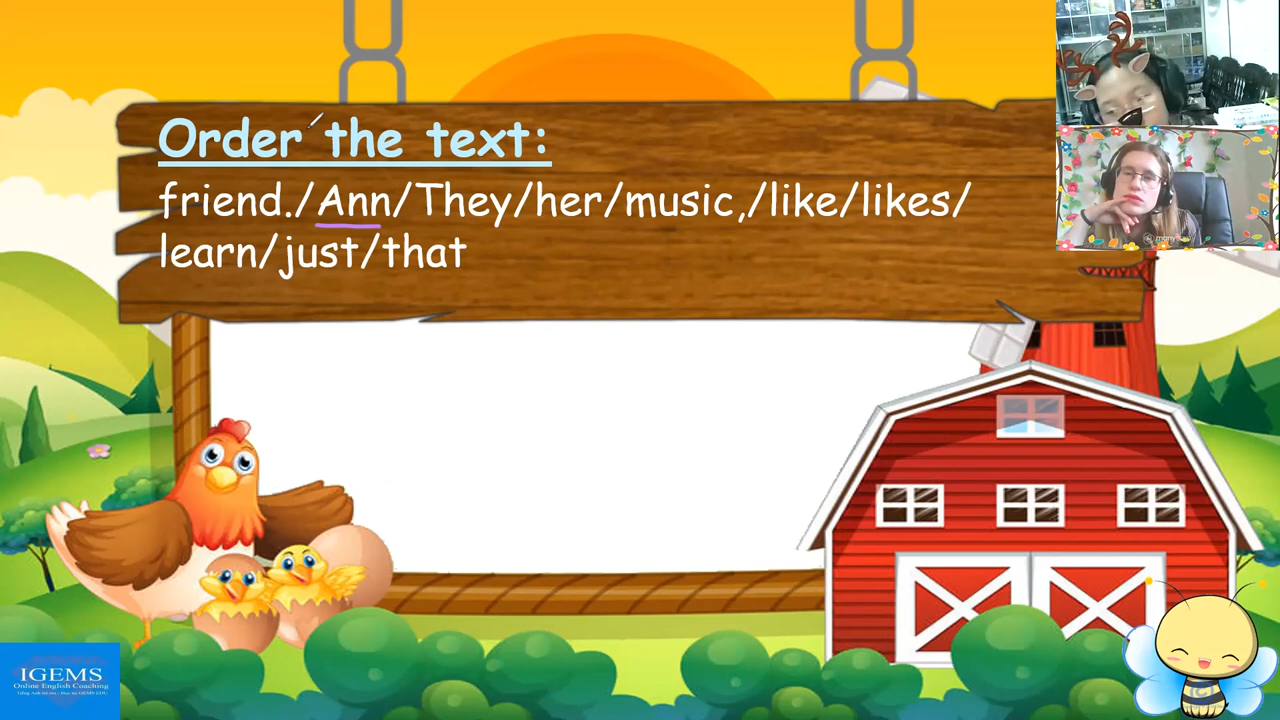 Order the text:
friend./Ann/They/her/music,/like/likes/
learn/just/that
IGEMS
Online English Coaching